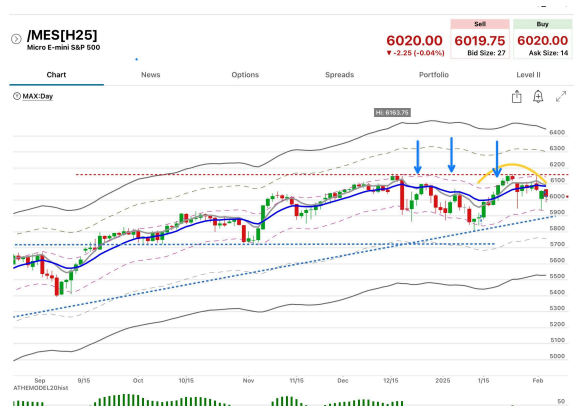 /MES[H25]
Micro E-mini S&P 500
6020.00
▼ -2.25 (-0.04%)
Sell
6019.75
Bid Size: 27
Buy
6020.00
Ask Size: 14
Chart News Options Spreads Portfolio Level II
MAX:Day
Hi: 6163.75
6400
6300
6200
6100
6000
5900
5800
5700
5600
5500
5400
5300
5200
5100
5000
Sep 9/15 Oct 10/15 Nov 11/15 Dec 12/15 2025 1/15 Feb
ATHEMODEL20hist
50